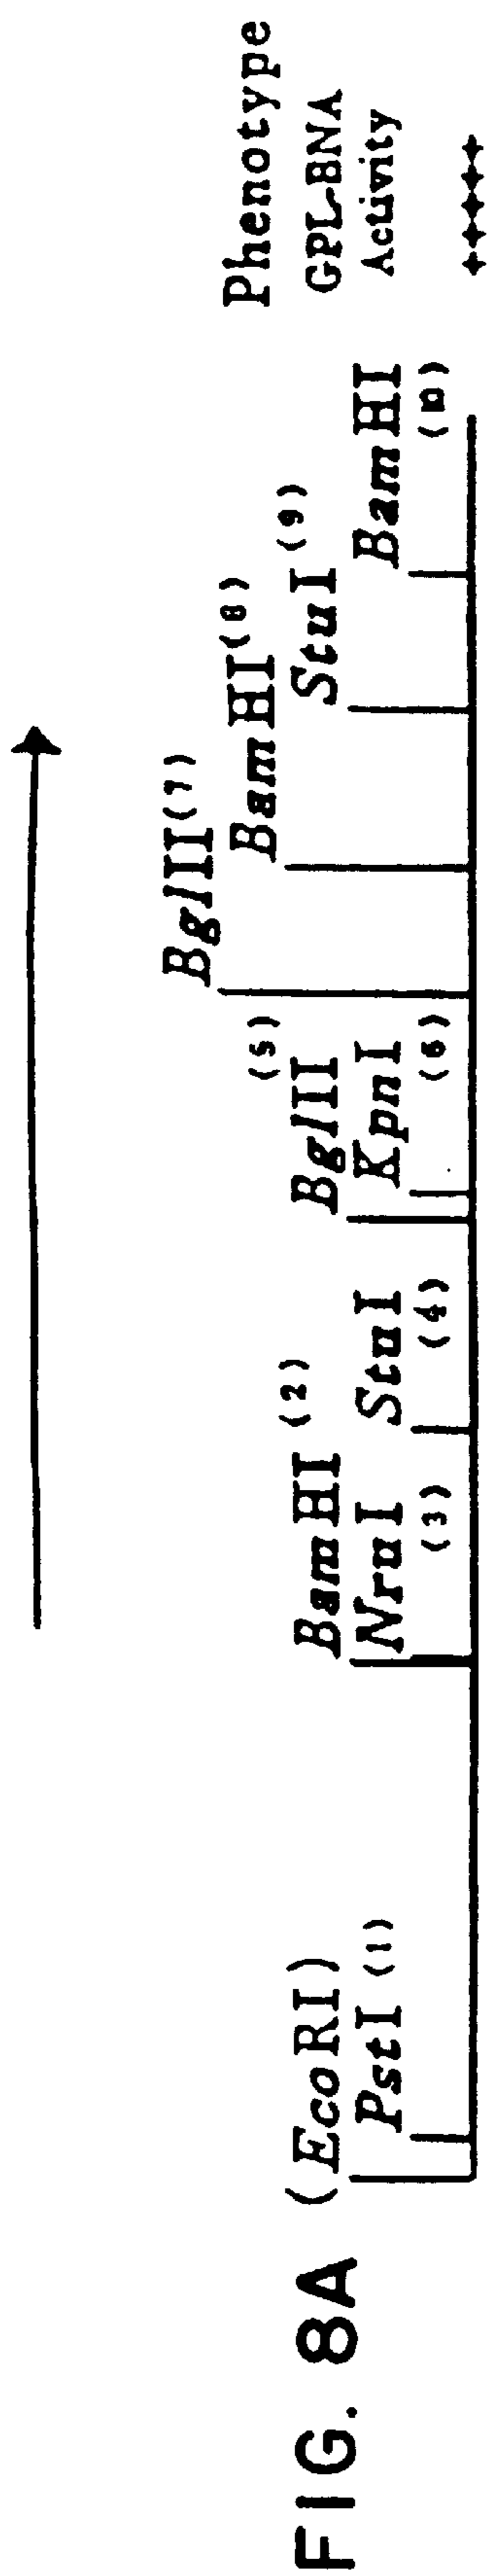 FIG. 8A
(EcoRI)
PstI (1)
BamHI (2)
NruI
(3)
StuI
(4)
BglII (5)
KpnI
(6)
BglII (7)
BamHI (8)
StuI (9)
BamHI
(10)
Phenotype
GPL-BNA
Activity
+++++